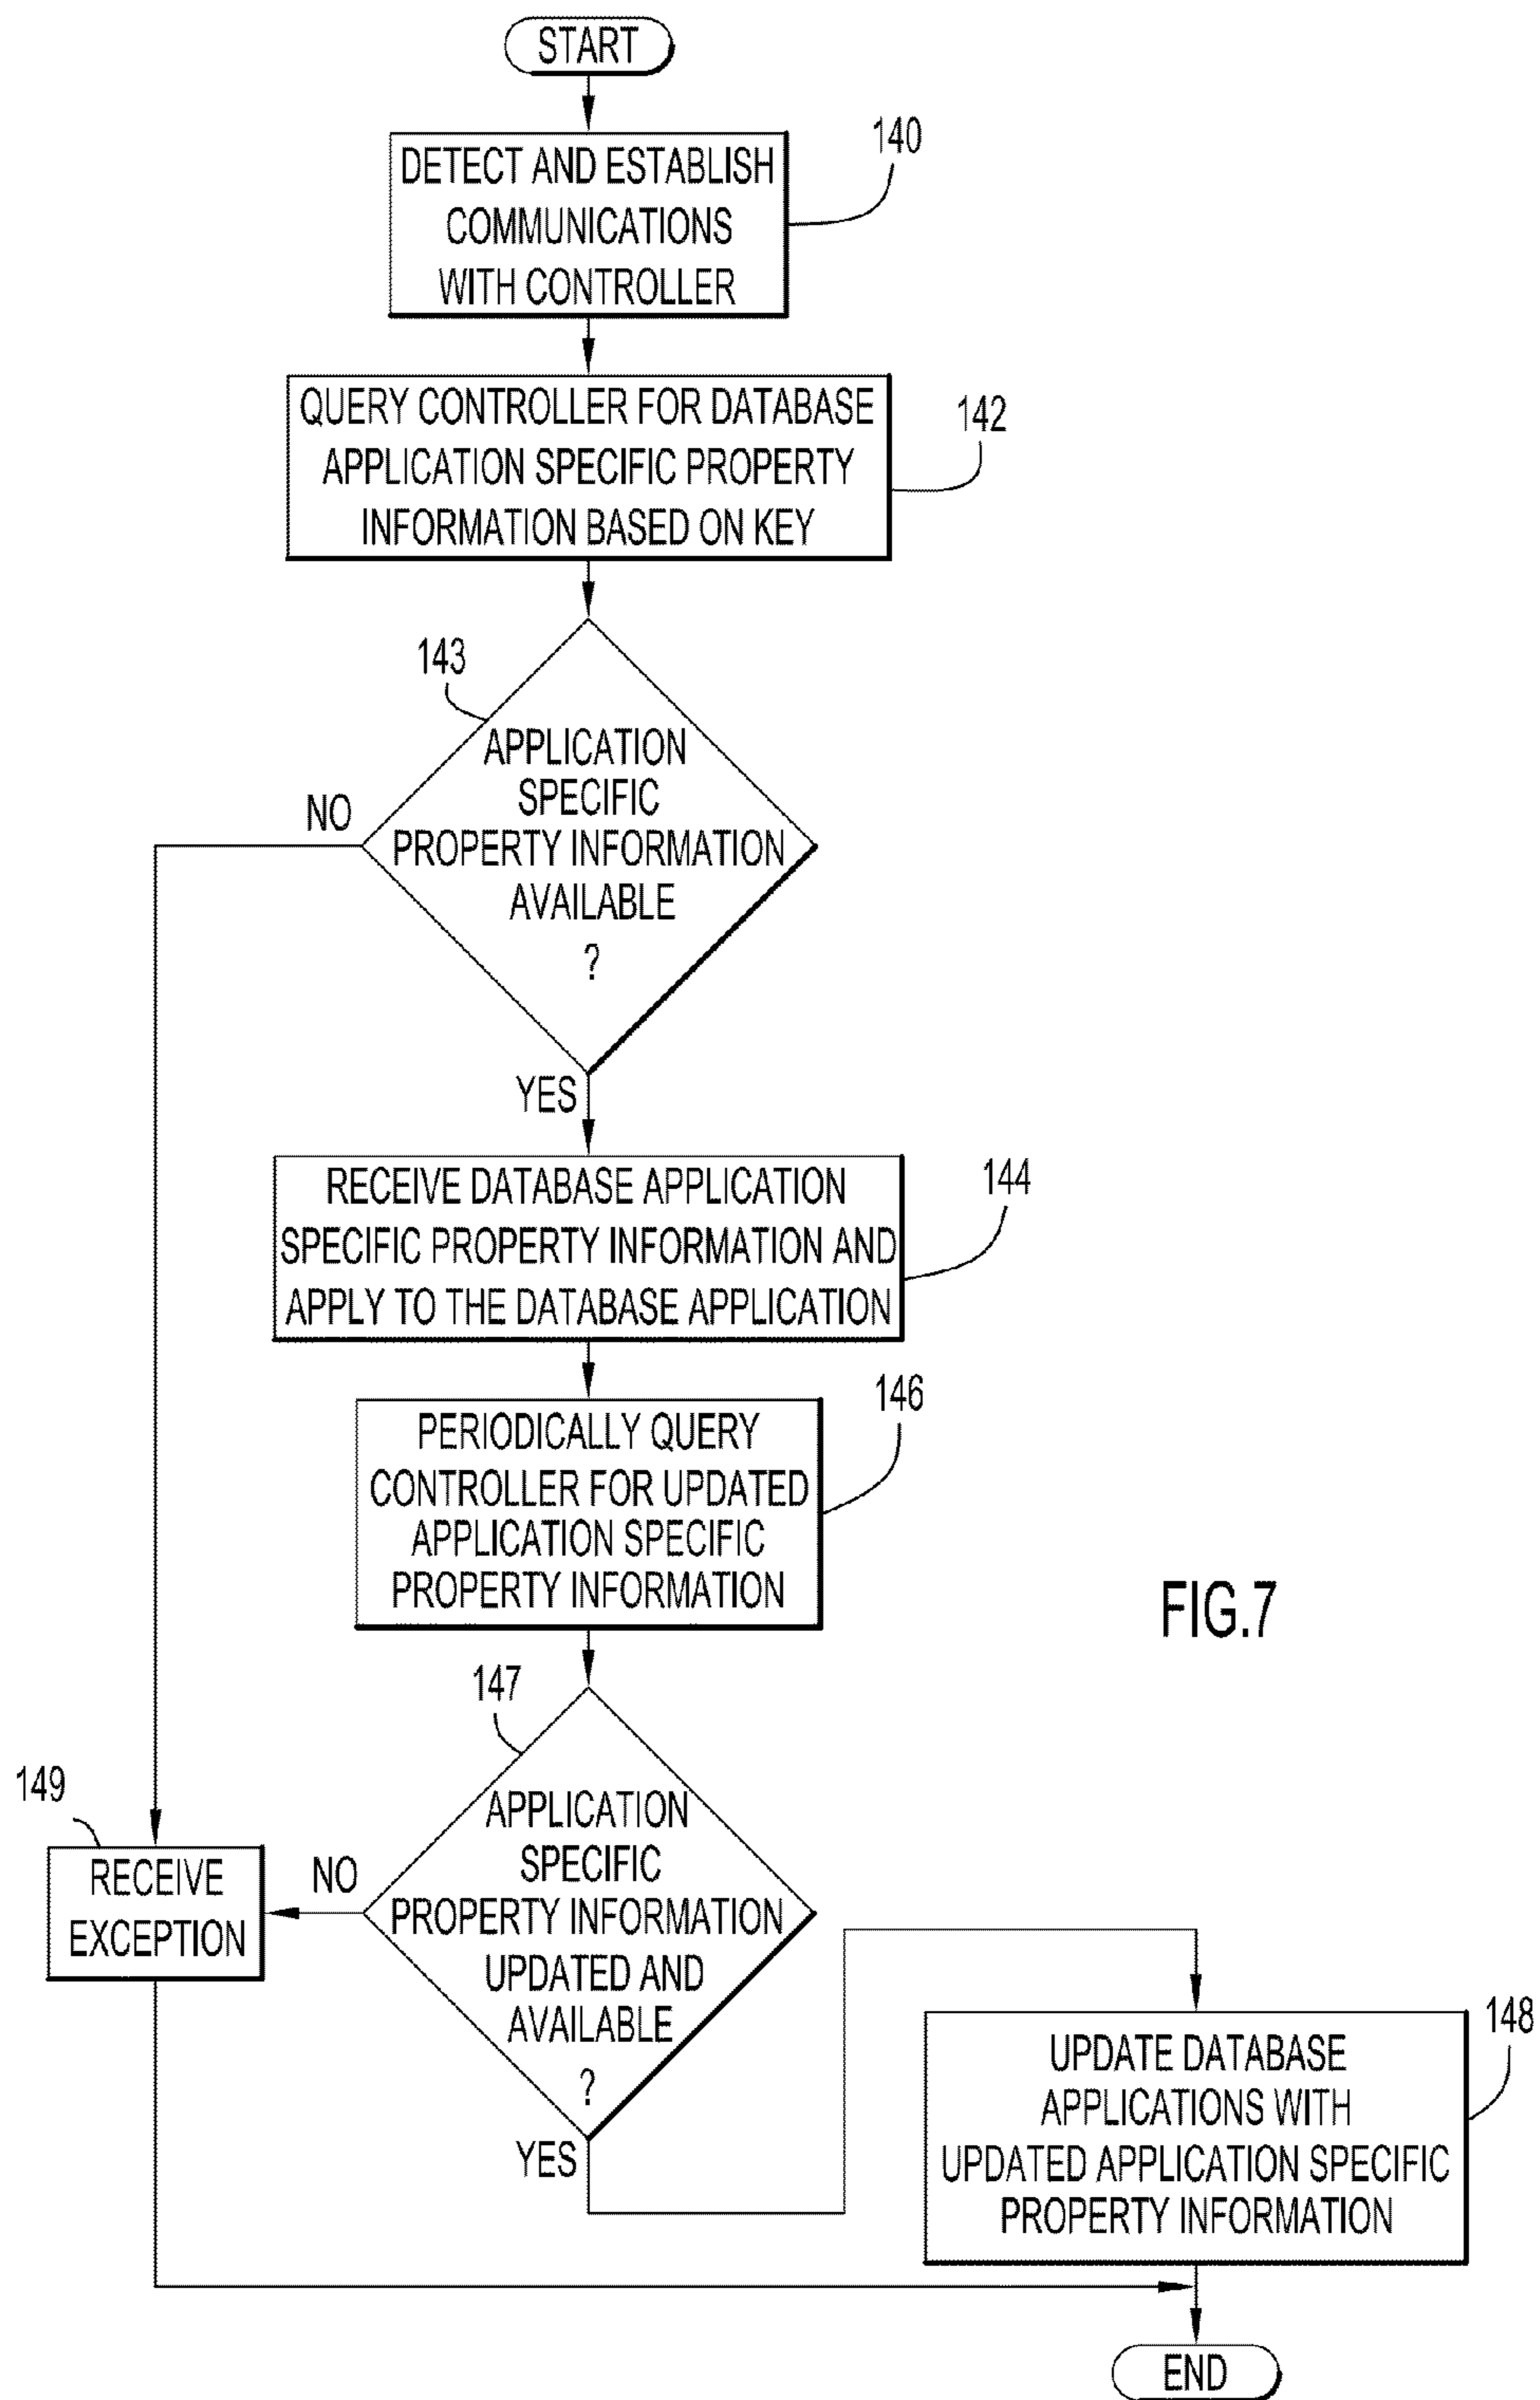 START
140
DETECT AND ESTABLISH
COMMUNICATIONS
WITH CONTROLLER
142
QUERY CONTROLLER FOR DATABASE
APPLICATION SPECIFIC PROPERTY
INFORMATION BASED ON KEY
143
APPLICATION
SPECIFIC
PROPERTY INFORMATION
AVAILABLE
?
NO
YES
144
RECEIVE DATABASE APPLICATION
SPECIFIC PROPERTY INFORMATION AND
APPLY TO THE DATABASE APPLICATION
146
PERIODICALLY QUERY
CONTROLLER FOR UPDATED
APPLICATION SPECIFIC
PROPERTY INFORMATION
FIG.7
147
APPLICATION
SPECIFIC
PROPERTY INFORMATION
UPDATED AND
AVAILABLE
?
NO
149
RECEIVE
EXCEPTION
YES
148
UPDATE DATABASE
APPLICATIONS WITH
UPDATED APPLICATION SPECIFIC
PROPERTY INFORMATION
END